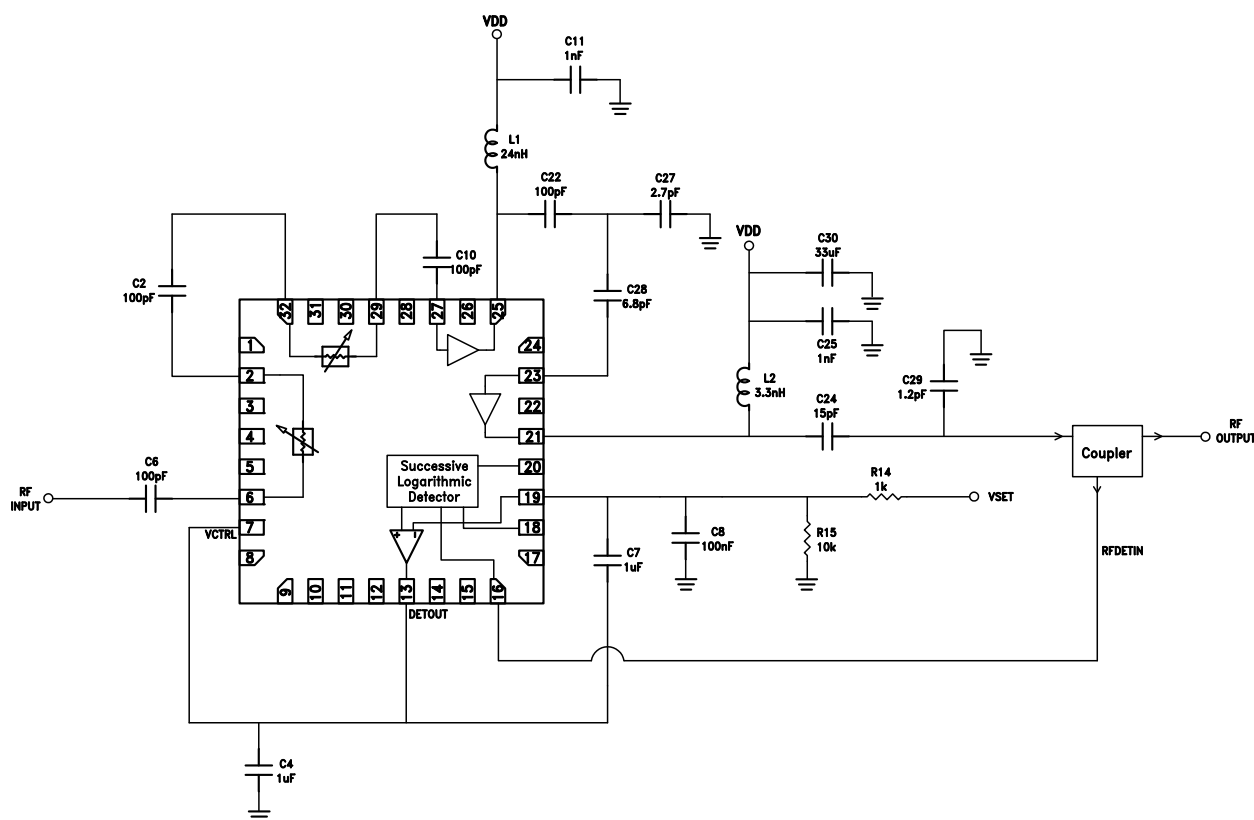 VDD
C11
1nF
L1
24nH
C22
100pF
C27
2.7pF
VDD
C30
33uF
C10
100pF
C2
100pF
C28
6.8pF
32
31
30
29
28
27
26
25
C25
1nF
1
24
2
23
L2
3.3nH
C29
1.2pF
3
22
C24
15pF
4
21
RF
OUTPUT
Coupler
5
20
Successive
Logarithmic
Detector
C6
100pF
R14
1k
RF
INPUT
6
19
VSET
7
VCTRL
18
+
-
C8
100nF
R15
10k
8
17
C7
1uF
RFDETIN
9
10
11
12
13
14
15
16
DETOUT
C4
1uF